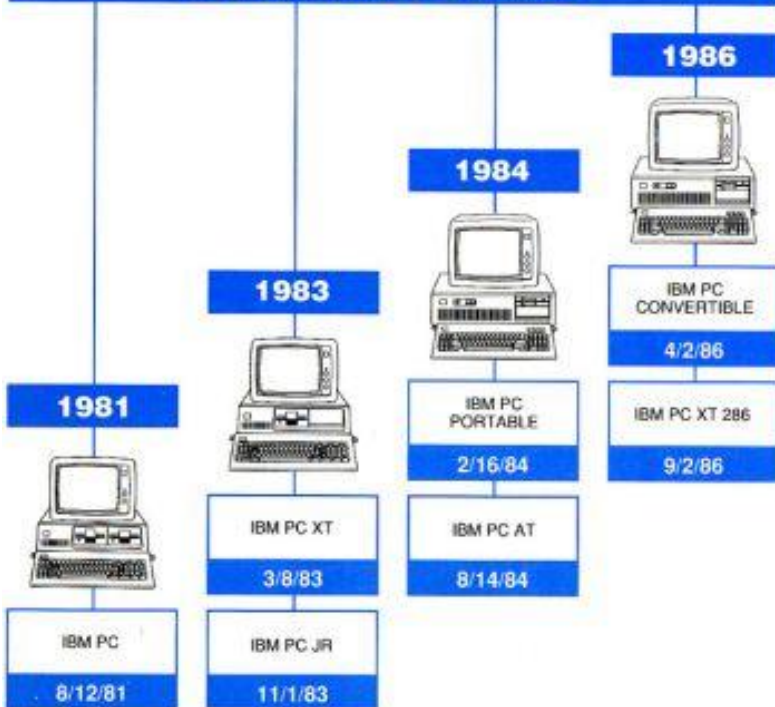 1981
IBM PC
8/12/81
1983
IBM PC XT
3/8/83
IBM PC JR
11/1/83
1984
IBM PC
PORTABLE
2/16/84
IBM PC AT
8/14/84
1986
IBM PC
CONVERTIBLE
4/2/86
IBM PC XT 286
9/2/86